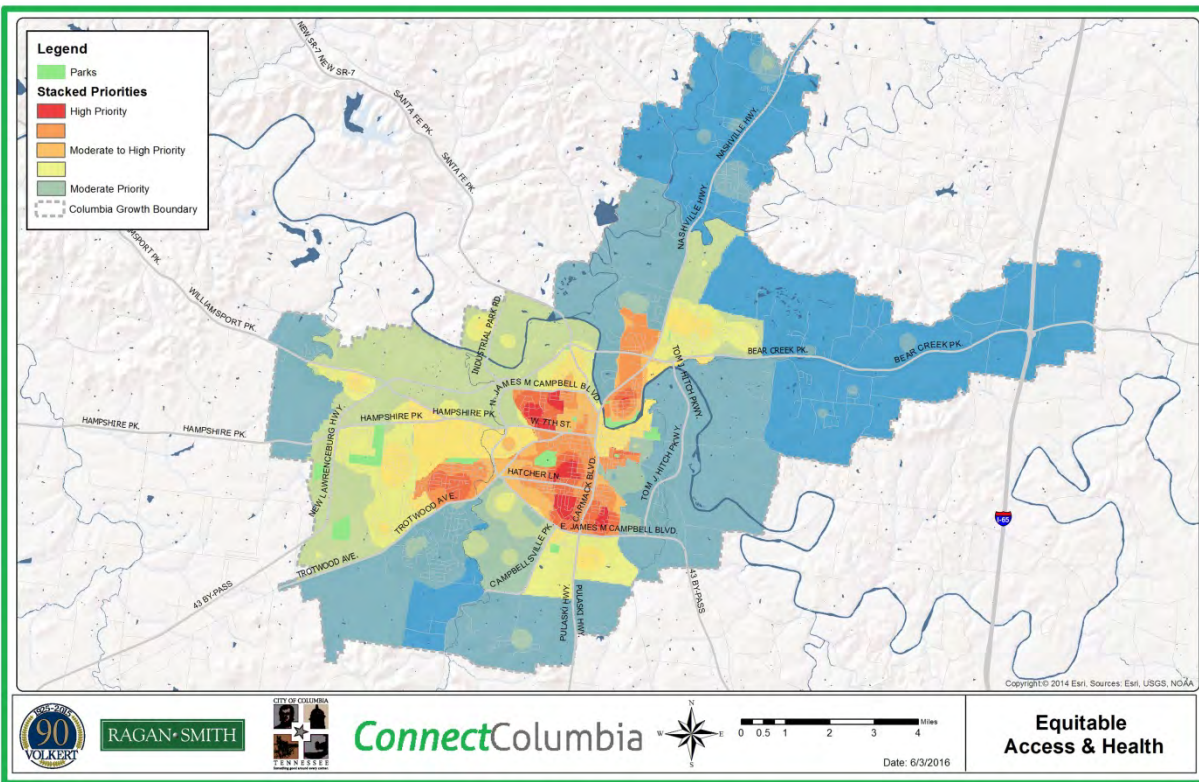 Legend
Parks
Stacked Priorities
High Priority
Moderate to High Priority
Moderate Priority
Columbia Growth Boundary
NEW SR-7 NEW SR-7
SANTA FE PK.
SANTA FE PK.
NASHVILLE HWY.
NASHVILLE HWY.
WILLIAMSPORT PK.
INDUSTRIAL PARK RD.
BEAR CREEK PK.
BEAR CREEK PK.
TOM J. HITCH PKWY.
N. JAMES M CAMPBELL BLVD.
HAMPSHIRE PK.
HAMPSHIRE PK.
HAMPSHIRE PK.
HAMPSHIRE PK.
W. 7TH ST.
NEW LAWRENCEBURG HWY.
HATCHER LN.
CARMACK BLVD.
TOM J. HITCH PKWY.
TROTWOOD AVE.
E. JAMES M CAMPBELL BLVD.
I-65
TROTWOOD AVE.
CAMPBELLSVILLE PK.
43 BY-PASS
43 BY-PASS
PULASKI HWY.
PULASKI HWY.
Copyright:© 2014 Esri, Sources: Esri, USGS, NOAA
1925-2015
90
VOLKERT
RAGAN·SMITH
CITY OF COLUMBIA
TENNESSEE
ConnectColumbia
N
W E
S
Miles
0 0.5 1 2 3 4
Date: 6/3/2016
Equitable
Access & Health